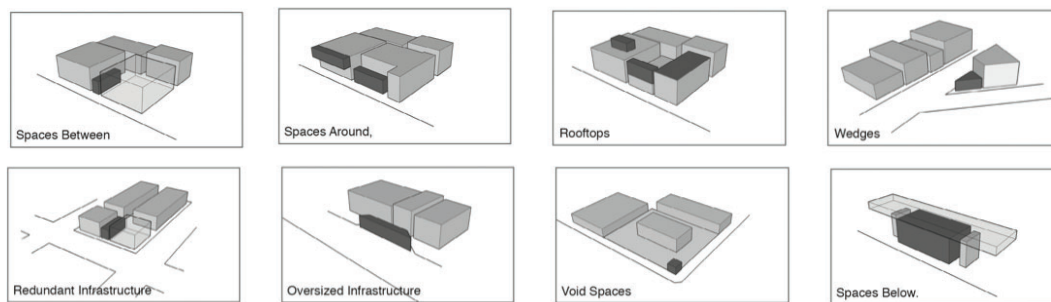 Spaces Between
Spaces Around,
Rooftops
Wedges
Redundant Infrastructure
Oversized Infrastructure
Void Spaces
Spaces Below.